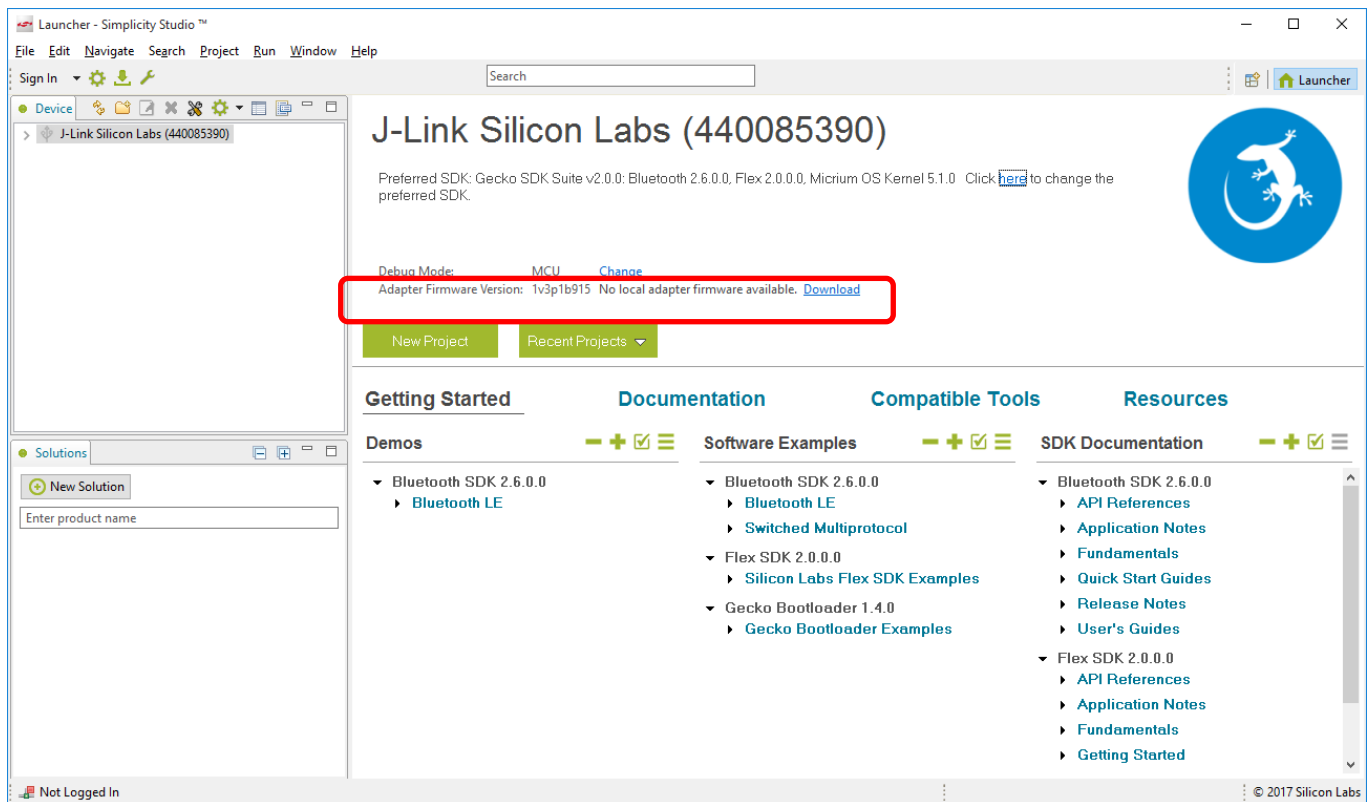 Launcher - Simplicity Studio ™
File Edit Navigate Search Project Run Window Help
Sign In
Search
Launcher
Device
J-Link Silicon Labs (440085390)
J-Link Silicon Labs (440085390)
Preferred SDK: Gecko SDK Suite v2.0.0: Bluetooth 2.6.0.0, Flex 2.0.0.0, Micrium OS Kernel 5.1.0 Click here to change the
preferred SDK.
Debug Mode: MCU Change
Adapter Firmware Version: 1v3p1b915 No local adapter firmware available. Download
New Project
Recent Projects
Getting Started
Documentation
Compatible Tools
Resources
Demos
Bluetooth SDK 2.6.0.0
Bluetooth LE
Software Examples
Bluetooth SDK 2.6.0.0
Bluetooth LE
Switched Multiprotocol
Flex SDK 2.0.0.0
Silicon Labs Flex SDK Examples
Gecko Bootloader 1.4.0
Gecko Bootloader Examples
SDK Documentation
Bluetooth SDK 2.6.0.0
API References
Application Notes
Fundamentals
Quick Start Guides
Release Notes
User's Guides
Flex SDK 2.0.0.0
API References
Application Notes
Fundamentals
Getting Started
Solutions
New Solution
Enter product name
Not Logged In
© 2017 Silicon Labs